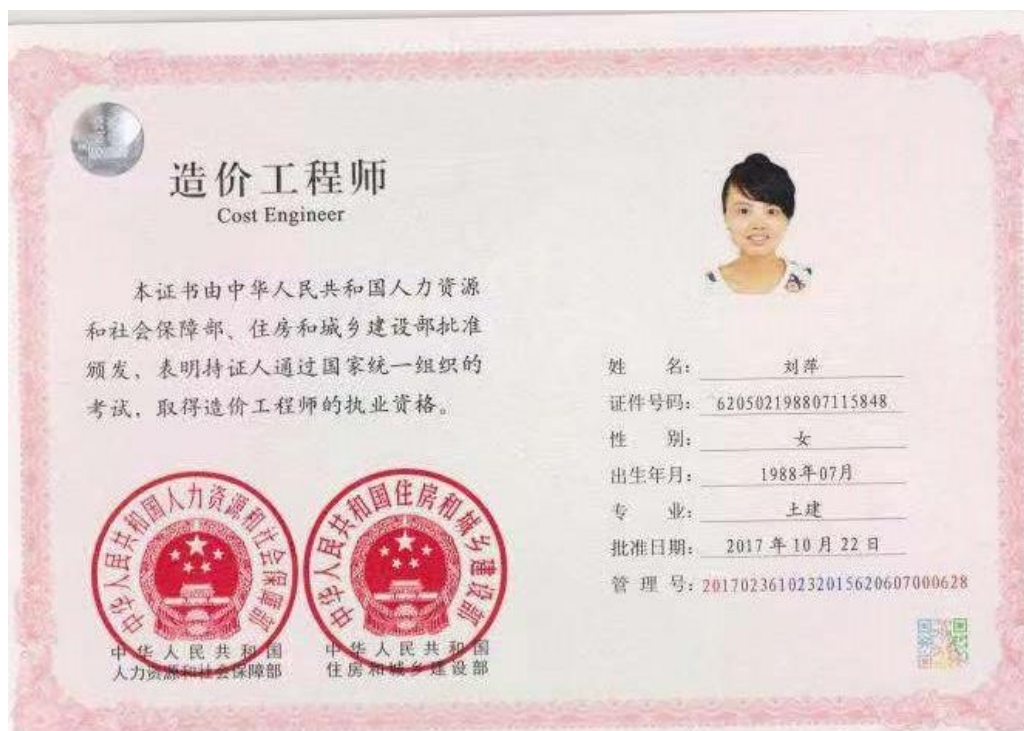 造价工程师
Cost Engineer
本证书由中华人民共和国人力资源
和社会保障部、住房和城乡建设部批准
颁发，表明持证人通过国家统一组织的
考试，取得造价工程师的执业资格。
中华人民共和国人力资源和社会保障部
中华人民共和国住房和城乡建设部
中华人民共和国
人力资源和社会保障部
中华人民共和国
住房和城乡建设部
姓 名： 刘萍
证件号码： 620502198807115848
性 别： 女
出生年月： 1988年07月
专 业： 土建
批准日期： 2017 年 10 月 22 日
管 理 号： 2017023610232015620607000628